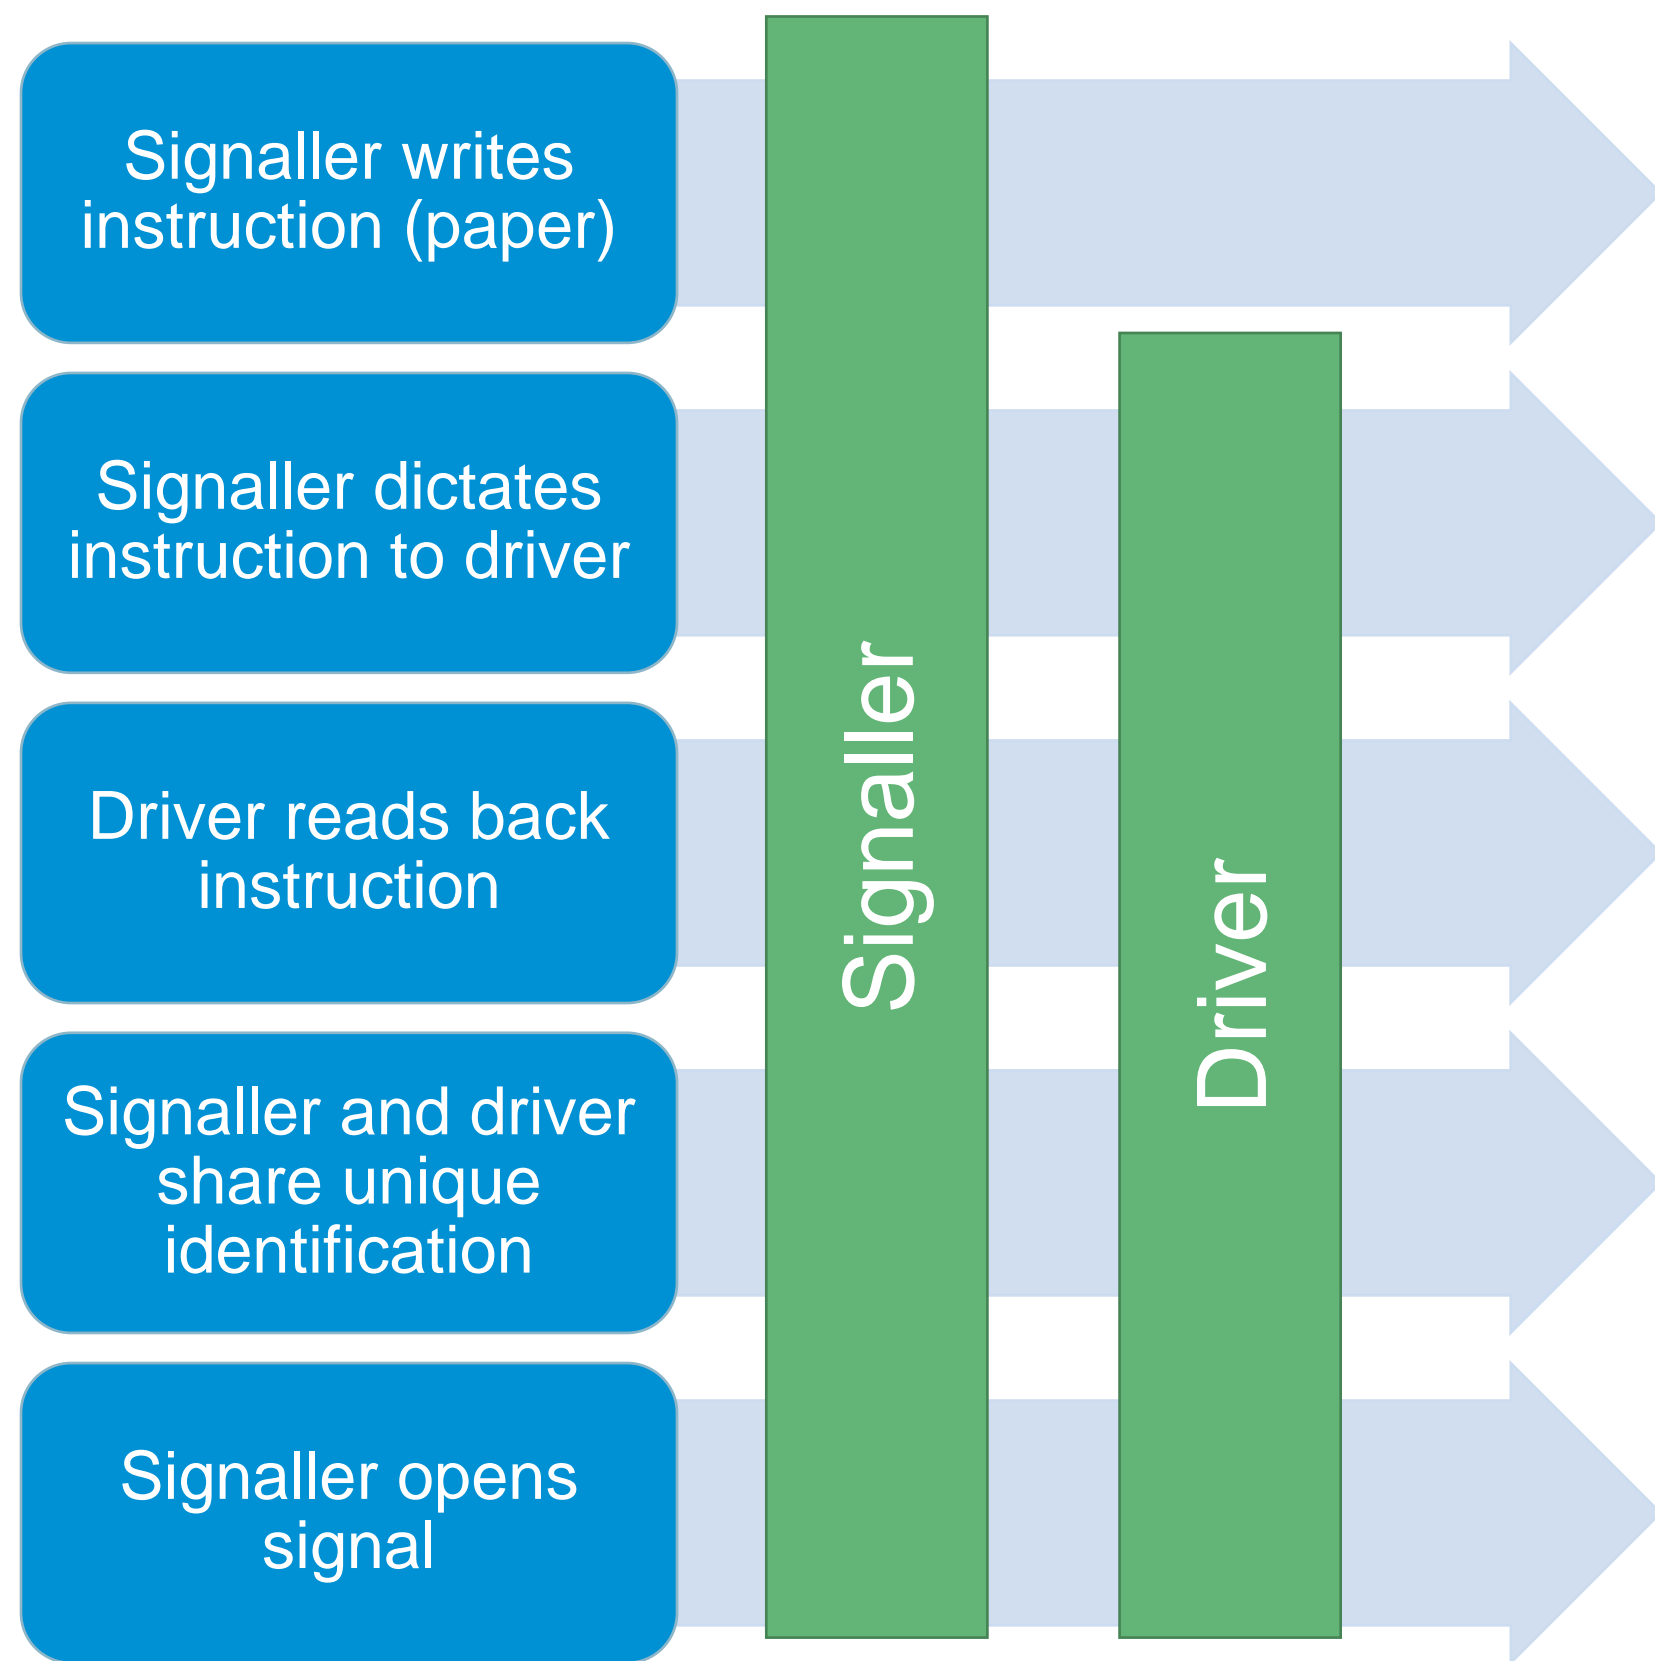 Signaller writes
instruction (paper)
Signaller dictates
instruction to driver
Driver reads back
instruction
Signaller and driver
share unique
identification
Signaller opens
signal
Signaller
Driver